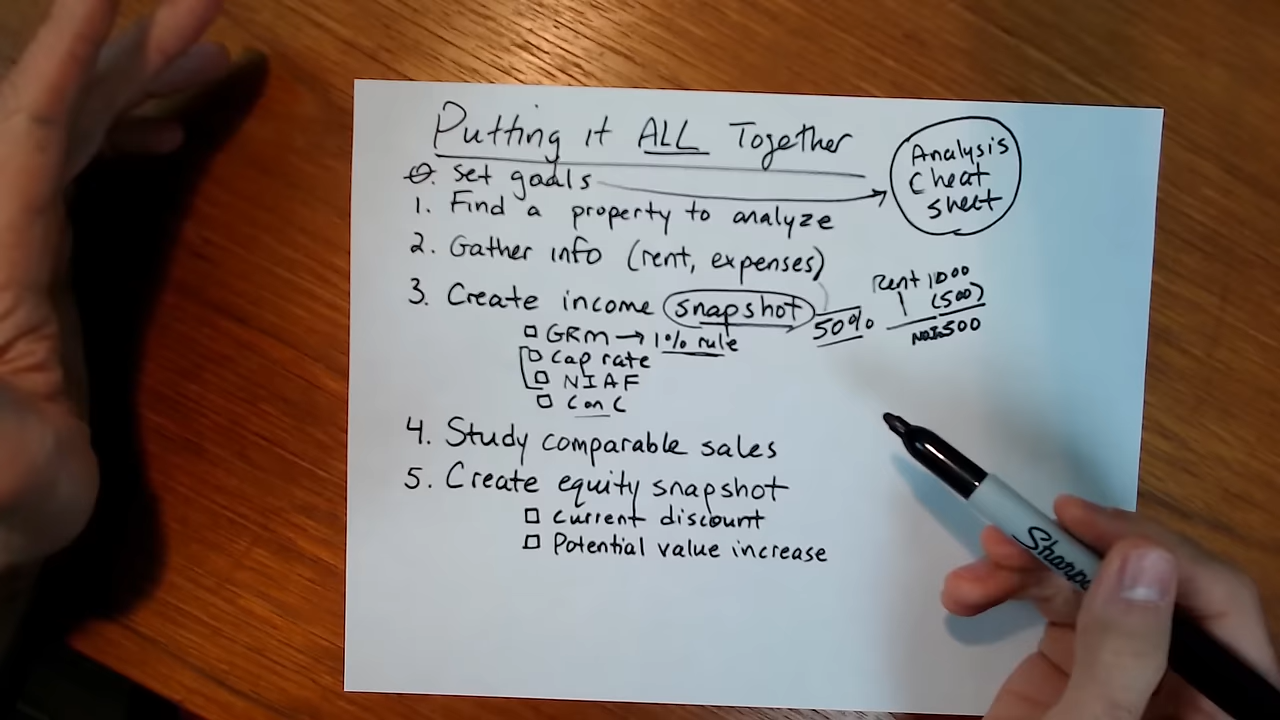 Putting it ALL Together
Analysis
Cheat
Sheet
0. Set goals
1. Find a property to analyze
2. Gather info (rent, expenses)
3. Create income snapshot
50%
Rent 1000
(500)
NOI 500
GRM → 1% rule
Cap rate
NIAF
ConC
4. Study comparable sales
5. Create equity snapshot
Current discount
Potential value increase
Sharpie